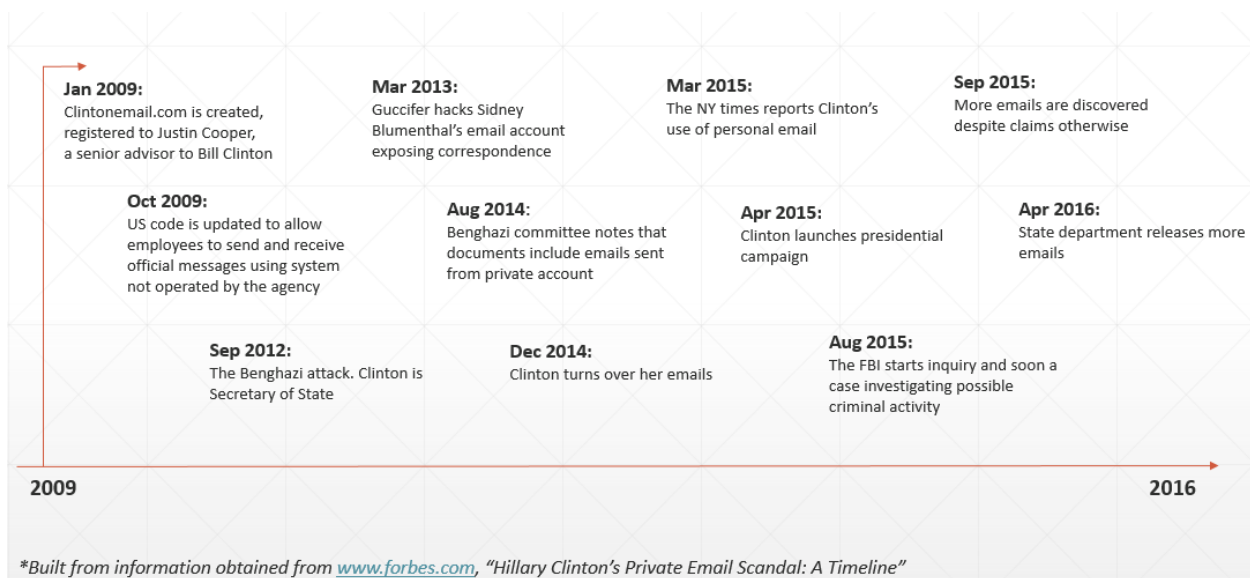 Jan 2009:
Clintonemail.com is created,
registered to Justin Cooper,
a senior advisor to Bill Clinton
Oct 2009:
US code is updated to allow
employees to send and receive
official messages using system
not operated by the agency
Sep 2012:
The Benghazi attack. Clinton is
Secretary of State
Mar 2013:
Guccifer hacks Sidney
Blumenthal’s email account
exposing correspondence
Aug 2014:
Benghazi committee notes that
documents include emails sent
from private account
Dec 2014:
Clinton turns over her emails
Mar 2015:
The NY times reports Clinton’s
use of personal email
Apr 2015:
Clinton launches presidential
campaign
Aug 2015:
The FBI starts inquiry and soon a
case investigating possible
criminal activity
Sep 2015:
More emails are discovered
despite claims otherwise
Apr 2016:
State department releases more
emails
2009
2016
*Built from information obtained from www.forbes.com, “Hillary Clinton’s Private Email Scandal: A Timeline”